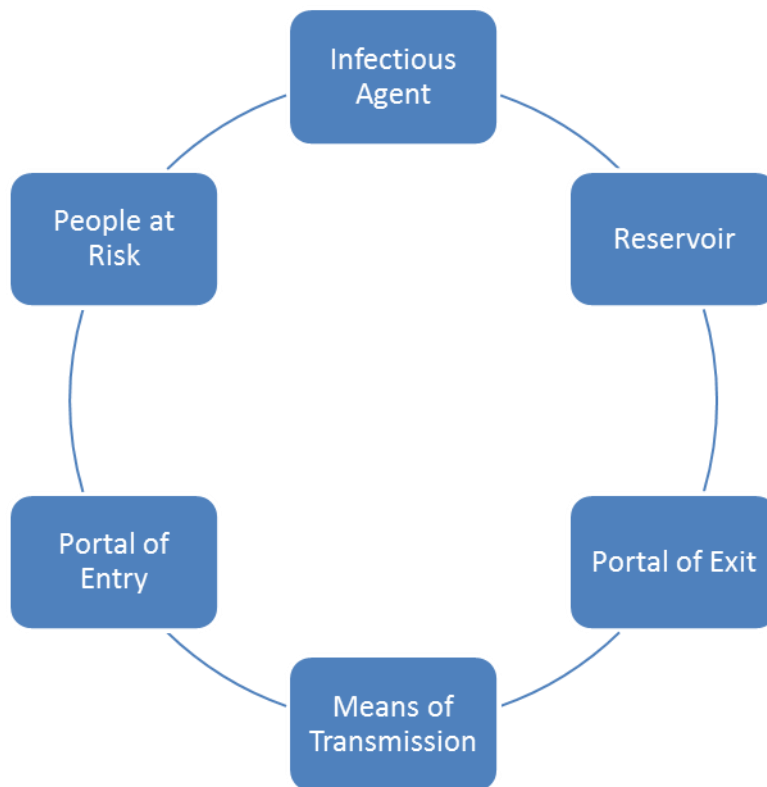 Infectious
Agent
Reservoir
Portal of Exit
Means of
Transmission
Portal of
Entry
People at
Risk